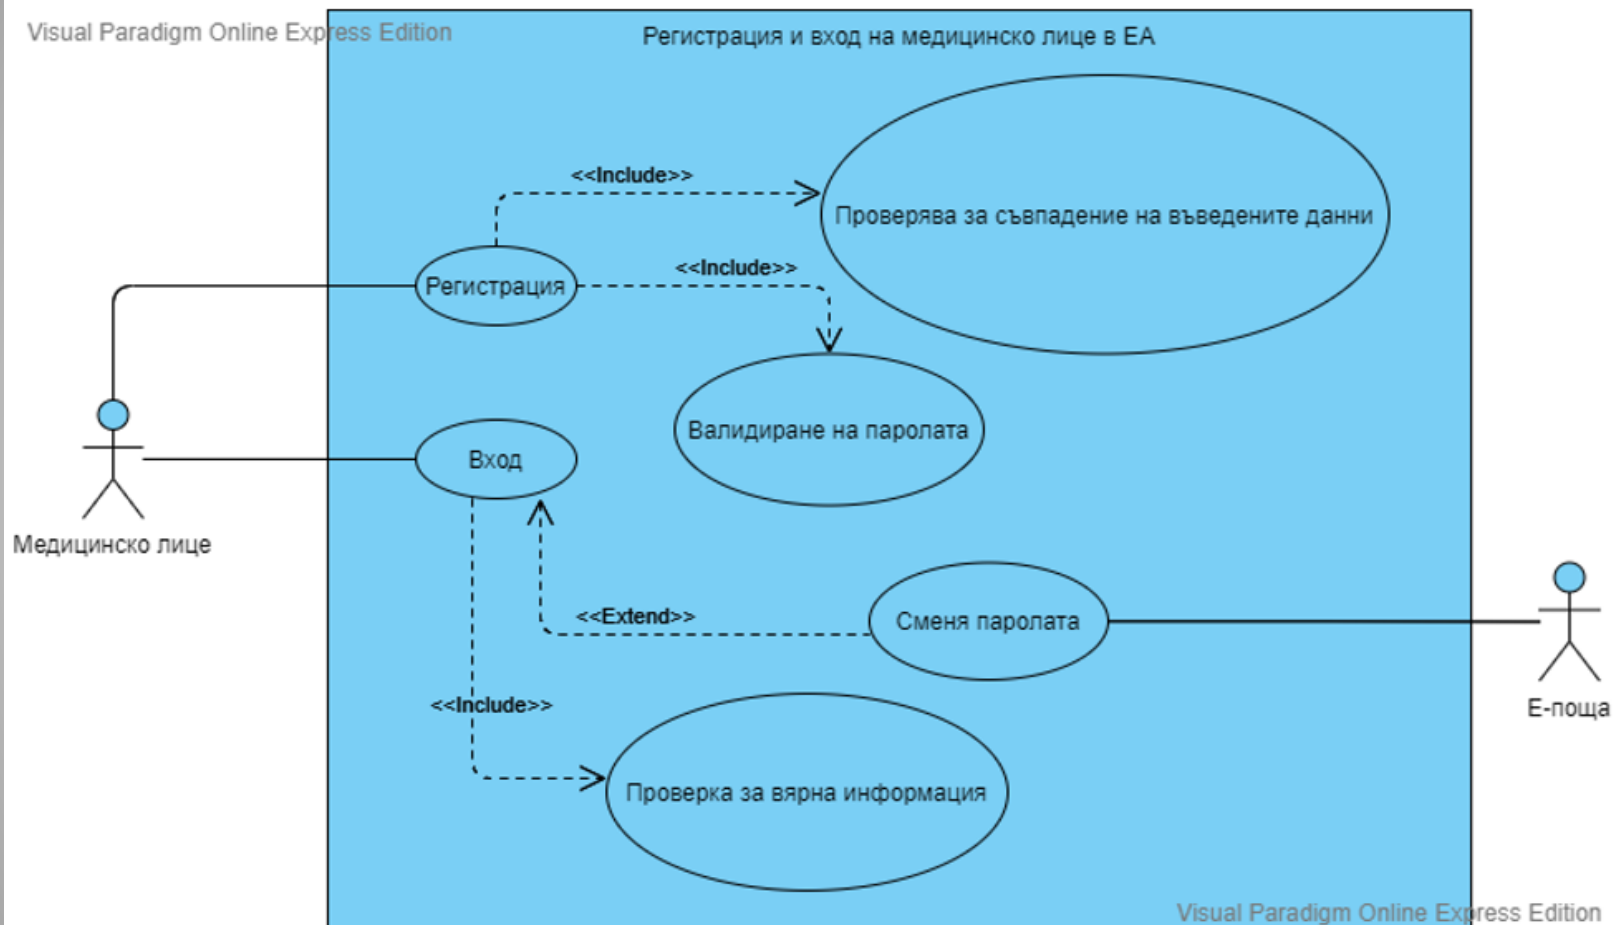 Visual Paradigm Online Express Edition
Регистрация и вход на медицинско лице в ЕА
<<Include>>
Проверява за съвпадение на въведените данни
<<Include>>
Регистрация
Валидиране на паролата
Вход
Медицинско лице
<<Extend>>
Сменя паролата
<<Include>>
Е-поща
Проверка за вярна информация
Visual Paradigm Online Express Edition